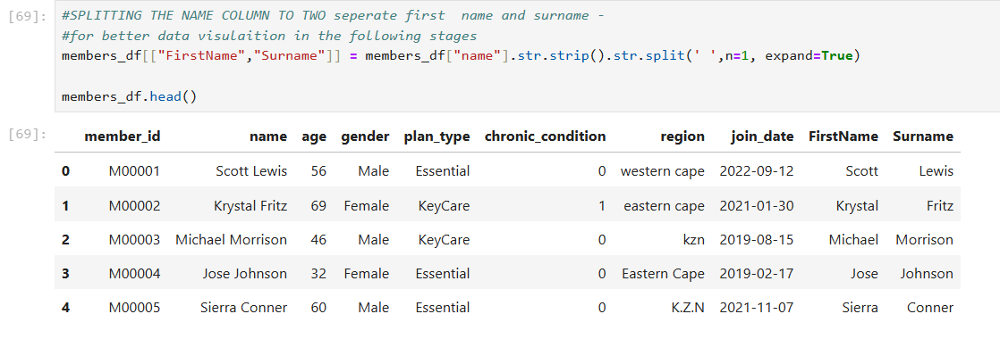 [69]: #SPLITTING THE NAME COLUMN TO TWO seperate first  name and surname -
#for better data visulaition in the following stages
members_df[["FirstName","Surname"]] = members_df["name"].str.strip().str.split(' ',n=1, expand=True)
members_df.head()
[69]: member_id name age gender plan_type chronic_condition region join_date FirstName Surname
0 M00001 Scott Lewis 56 Male Essential 0 western cape 2022-09-12 Scott Lewis
1 M00002 Krystal Fritz 69 Female KeyCare 1 eastern cape 2021-01-30 Krystal Fritz
2 M00003 Michael Morrison 46 Male KeyCare 0 kzn 2019-08-15 Michael Morrison
3 M00004 Jose Johnson 32 Female Essential 0 Eastern Cape 2019-02-17 Jose Johnson
4 M00005 Sierra Conner 60 Male Essential 0 K.Z.N 2021-11-07 Sierra Conner